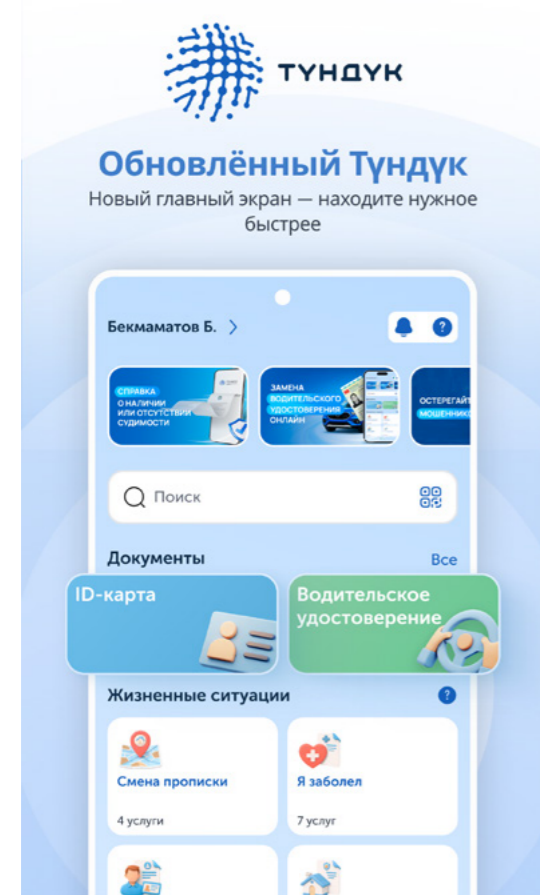 ТҮНДҮК
Обновлённый Түндүк
Новый главный экран — находите нужное
быстрее
Бекмаматов Б.
СПРАВКА
О НАЛИЧИИ
ИЛИ ОТСУТСТВИИ
СУДИМОСТИ
ЗАМЕНА
ВОДИТЕЛЬСКОГО
УДОСТОВЕРЕНИЯ
ОНЛАЙН
ОСТЕРЕГАЙТ
МОШЕННИКО
Поиск
Документы
Все
ID-карта
Водительское
удостоверение
Жизненные ситуации
Смена прописки
4 услуги
Я заболел
7 услуг